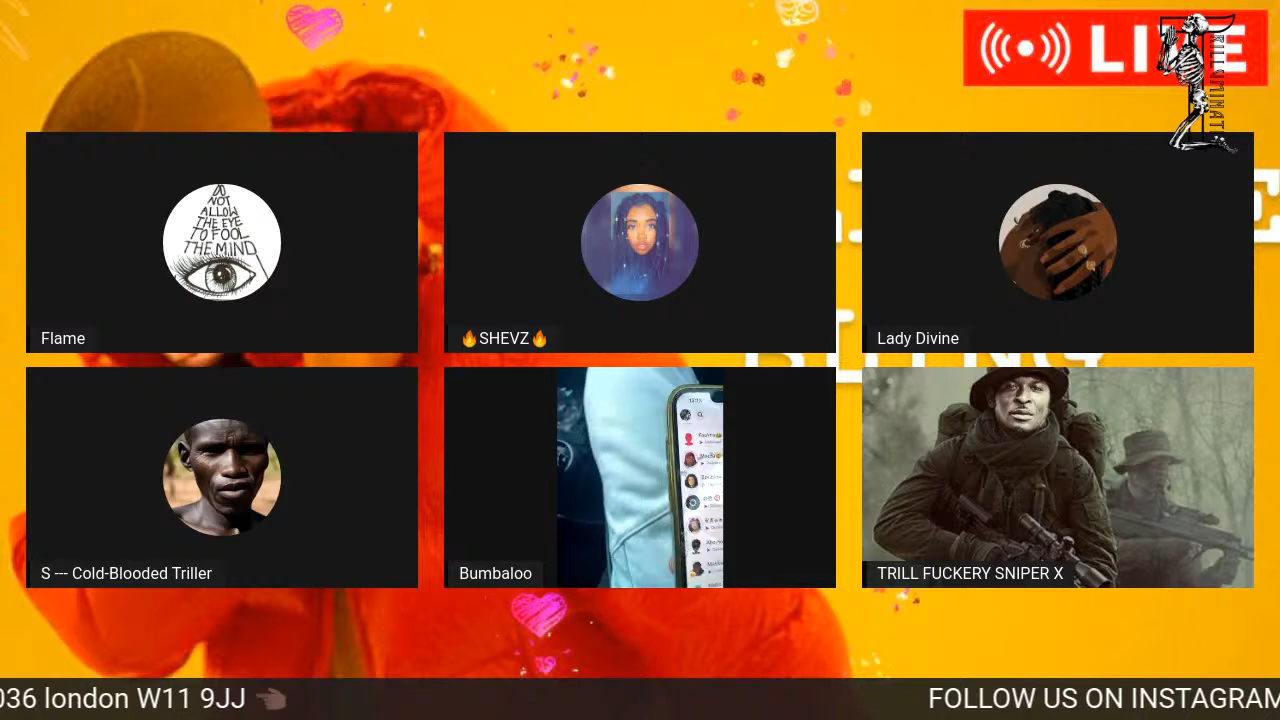 LIVE
TRILLUMINATI
DO
NOT
ALLOW
THE EYE
TO FOOL
THE MIND
Flame
🔥SHEVZ🔥
Lady Divine
S --- Cold-Blooded Triller
Bumbaloo
TRILL FUCKERY SNIPER X
036 london W11 9JJ 👈🏾
FOLLOW US ON INSTAGRAM